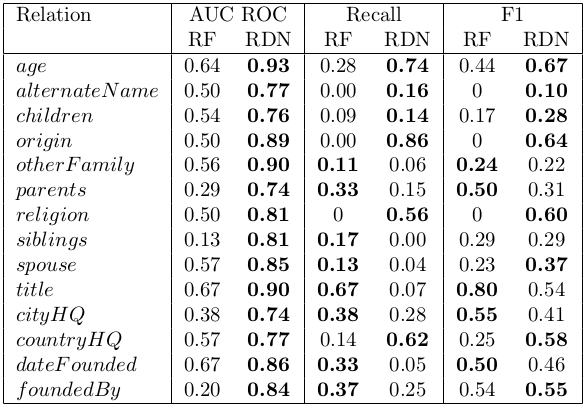 Relation AUC ROC Recall F1
RF RDN RF RDN RF RDN
age 0.64 0.93 0.28 0.74 0.44 0.67
alternateName 0.50 0.77 0.00 0.16 0 0.10
children 0.54 0.76 0.09 0.14 0.17 0.28
origin 0.50 0.89 0.00 0.86 0 0.64
otherFamily 0.56 0.90 0.11 0.06 0.24 0.22
parents 0.29 0.74 0.33 0.15 0.50 0.31
religion 0.50 0.81 0 0.56 0 0.60
siblings 0.13 0.81 0.17 0.00 0.29 0.29
spouse 0.57 0.85 0.13 0.04 0.23 0.37
title 0.67 0.90 0.67 0.07 0.80 0.54
cityHQ 0.38 0.74 0.38 0.28 0.55 0.41
countryHQ 0.57 0.77 0.14 0.62 0.25 0.58
dateFounded 0.67 0.86 0.33 0.05 0.50 0.46
foundedBy 0.20 0.84 0.37 0.25 0.54 0.55